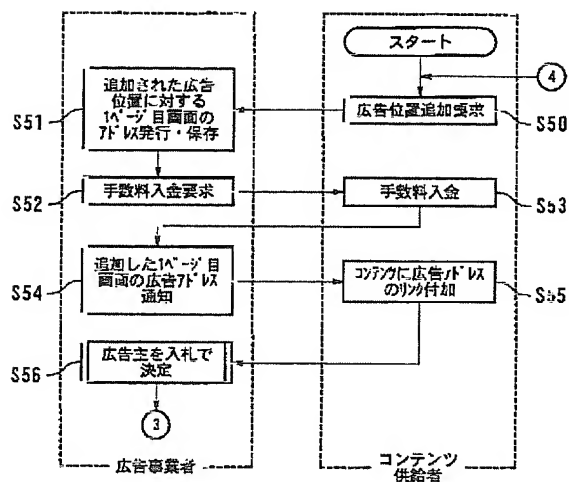 スタート
4
広告位置追加要求
S50
追加された広告
位置に対する
1ページ目画面の
アドレス発行・保存
S51
手数料入金要求
S52
手数料入金
S53
追加した1ページ目
画面の広告アドレス
通知
S54
コンテンツに広告アドレス
のリンク付加
S55
広告主を入札で
決定
S56
3
広告事業者
コンテンツ
供給者